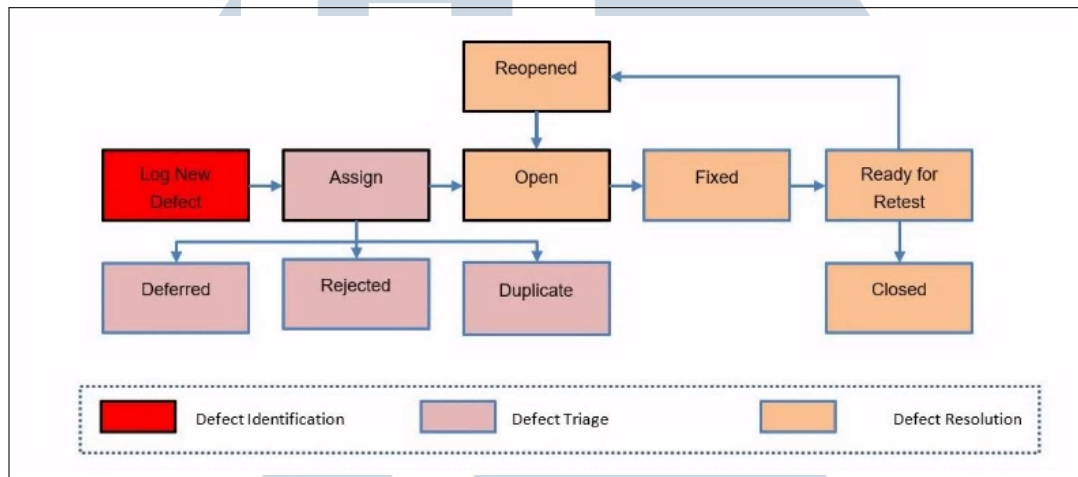 Reopened
Log New
Defect
Assign
Open
Fixed
Ready for
Retest
Deferred
Rejected
Duplicate
Closed
Defect Identification
Defect Triage
Defect Resolution